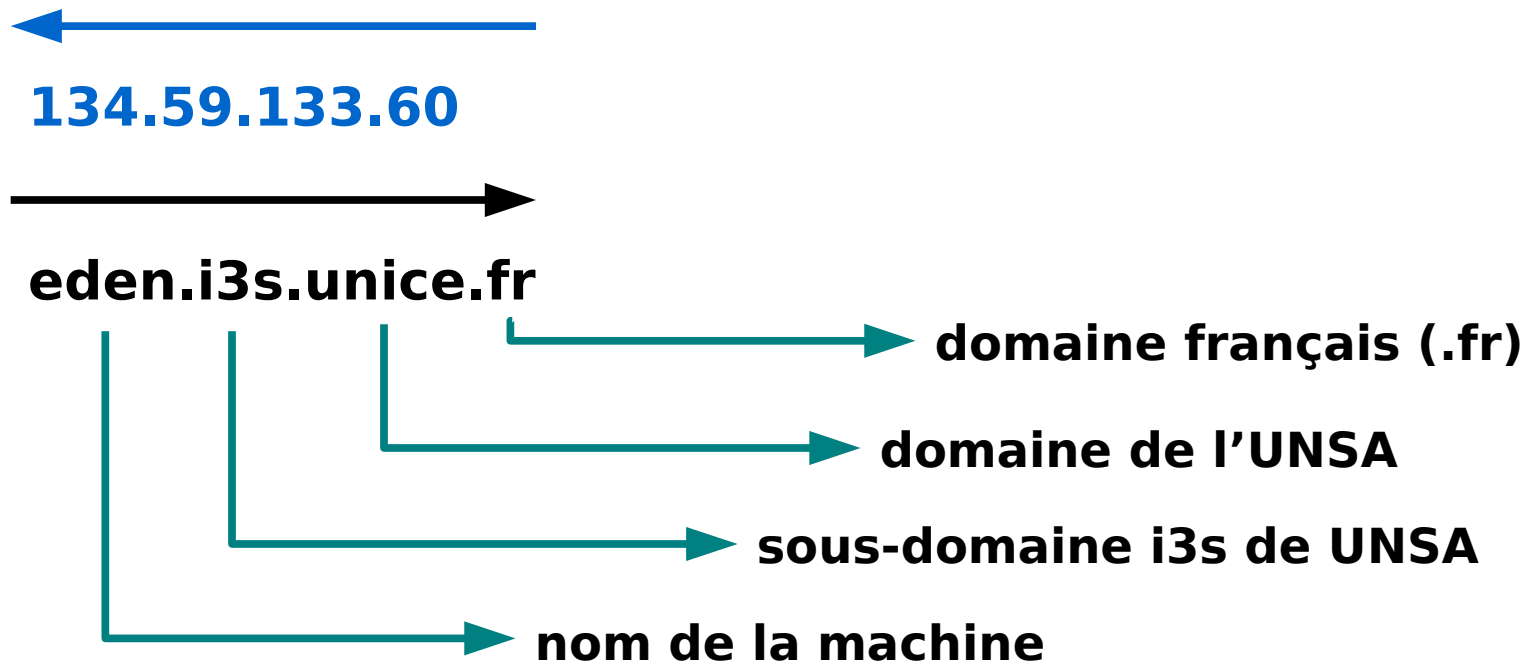 134.59.133.60
eden.i3s.unice.fr
domaine français (.fr)
domaine de l’UNSA
sous-domaine i3s de UNSA
nom de la machine